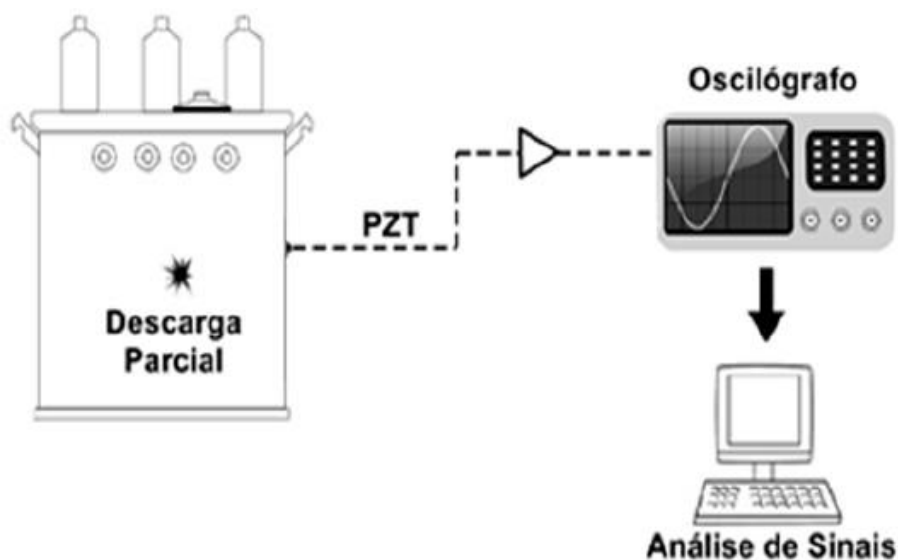 Oscilógrafo
PZT
Descarga
Parcial
Análise de Sinais